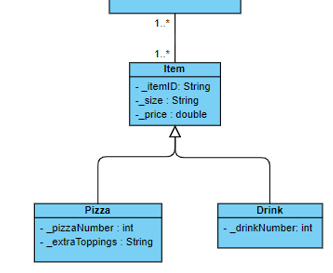 1..*
1..*
Item
- _itemID: String
- _size : String
- _price : double
Pizza
- _pizzaNumber : int
- _extraToppings : String
Drink
- _drinkNumber: int